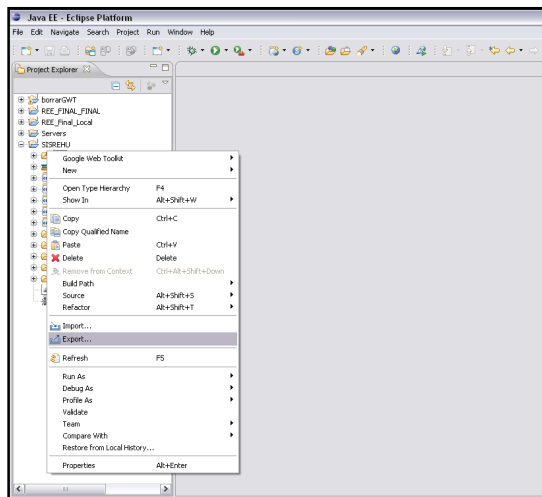 Java EE - Eclipse Platform
File Edit Navigate Search Project Run Window Help
Project Explorer
borrarGWT
REE_FINAL_FINAL
REE_Final_Local
Servers
SISREHU
Google Web Toolkit
New
Open Type Hierarchy F4
Show In Alt+Shift+W
Copy Ctrl+C
Copy Qualified Name
Paste Ctrl+V
Delete Delete
Remove from Context Ctrl+Alt+Shift+Down
Build Path
Source Alt+Shift+S
Refactor Alt+Shift+T
Import...
Export...
Refresh F5
Run As
Debug As
Profile As
Validate
Team
Compare With
Restore from Local History...
Properties Alt+Enter